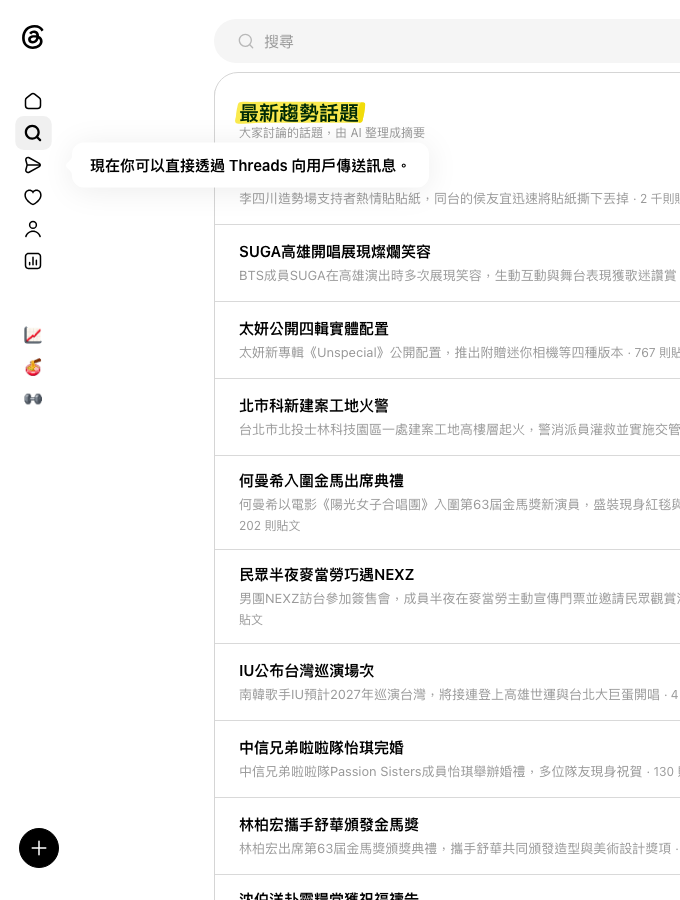 搜尋
最新趨勢話題
大家討論的話題，由 AI 整理成摘要
現在你可以直接透過 Threads 向用戶傳送訊息。
李四川造勢場支持者熱情貼貼紙，同台的侯友宜迅速將貼紙撕下丟掉 · 2 千則
SUGA高雄開唱展現燦爛笑容
BTS成員SUGA在高雄演出時多次展現笑容，生動互動與舞台表現獲歌迷讚賞
太妍公開四輯實體配置
太妍新專輯《Unspecial》公開配置，推出附贈迷你相機等四種版本 · 767 則貼
北市科新建案工地火警
台北市北投士林科技園區一處建案工地高樓層起火，警消派員灌救並實施交管
何曼希入圍金馬出席典禮
何曼希以電影《陽光女子合唱團》入圍第63屆金馬獎新演員，盛裝現身紅毯與
202 則貼文
民眾半夜麥當勞巧遇NEXZ
男團NEXZ訪台參加簽售會，成員半夜在麥當勞主動宣傳門票並邀請民眾觀賞
貼文
IU公布台灣巡演場次
南韓歌手IU預計2027年巡演台灣，將接連登上高雄世運與台北大巨蛋開唱 · 4
中信兄弟啦啦隊怡琪完婚
中信兄弟啦啦隊Passion Sisters成員怡琪舉辦婚禮，多位隊友現身祝賀 · 130
林柏宏攜手舒華頒發金馬獎
林柏宏出席第63屆金馬獎頒獎典禮，攜手舒華共同頒發造型與美術設計獎項 ·
沈伯洋赴靈糧堂獲祝福禱告